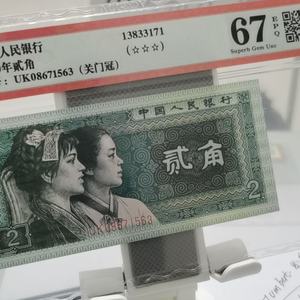 人民银行
13833171
年贰角
(☆☆☆)
UK08671563 (关门冠)
67 EPQ
Superb Gem Unc
中国人民银行
贰角
UK08671563
2
2